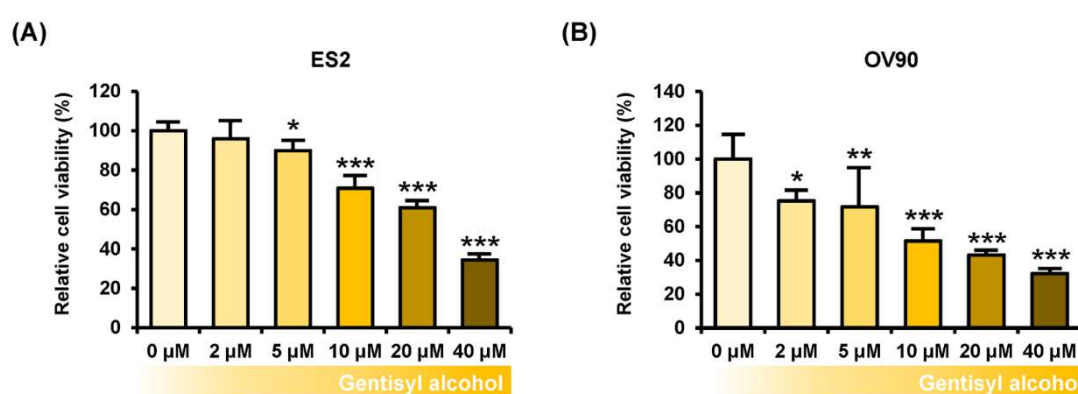 (A)
ES2
Relative cell viability (%)
120
100
80
60
40
20
0
*
***
***
***
0 μM 2 μM 5 μM 10 μM 20 μM 40 μM
Gentisyl alcohol
(B)
OV90
Relative cell viability (%)
140
120
100
80
60
40
20
0
*
**
***
***
***
0 μM 2 μM 5 μM 10 μM 20 μM 40 μM
Gentisyl alcoho